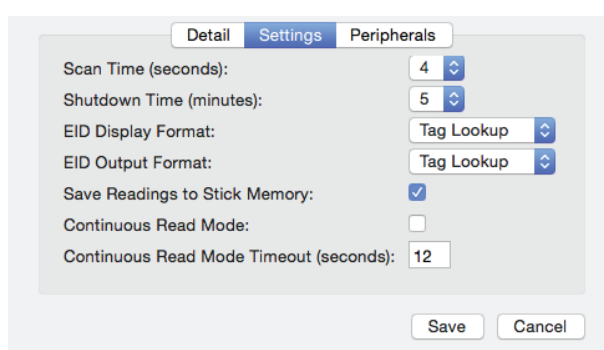 Detail Settings Peripherals
Scan Time (seconds): 4
Shutdown Time (minutes): 5
EID Display Format: Tag Lookup
EID Output Format: Tag Lookup
Save Readings to Stick Memory:
Continuous Read Mode:
Continuous Read Mode Timeout (seconds): 12
Save Cancel